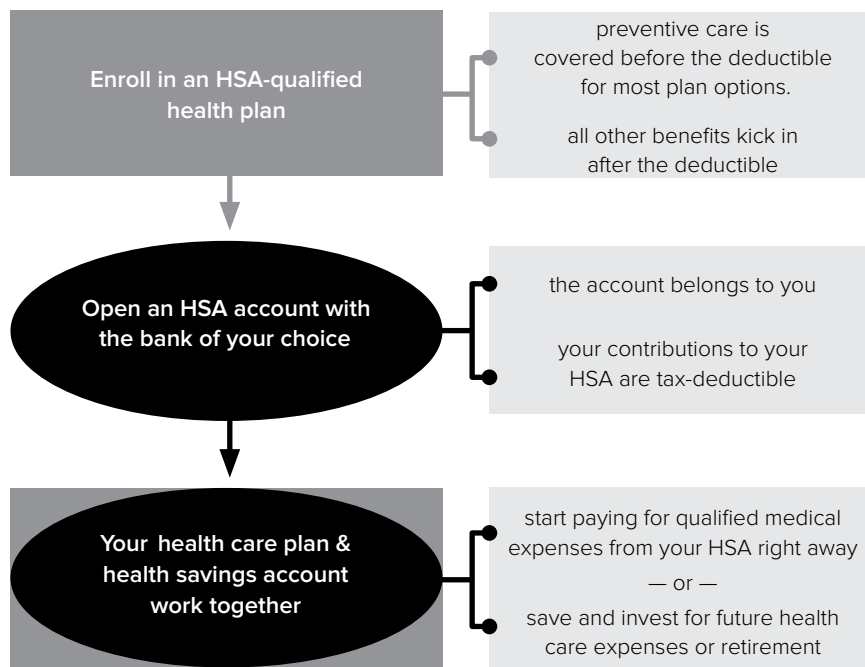 Enroll in an HSA-qualified
health plan
preventive care is
covered before the deductible
for most plan options.
all other benefits kick in
after the deductible
Open an HSA account with
the bank of your choice
the account belongs to you
your contributions to your
HSA are tax-deductible
Your health care plan &
health savings account
work together
start paying for qualified medical
expenses from your HSA right away
— or —
save and invest for future health
care expenses or retirement